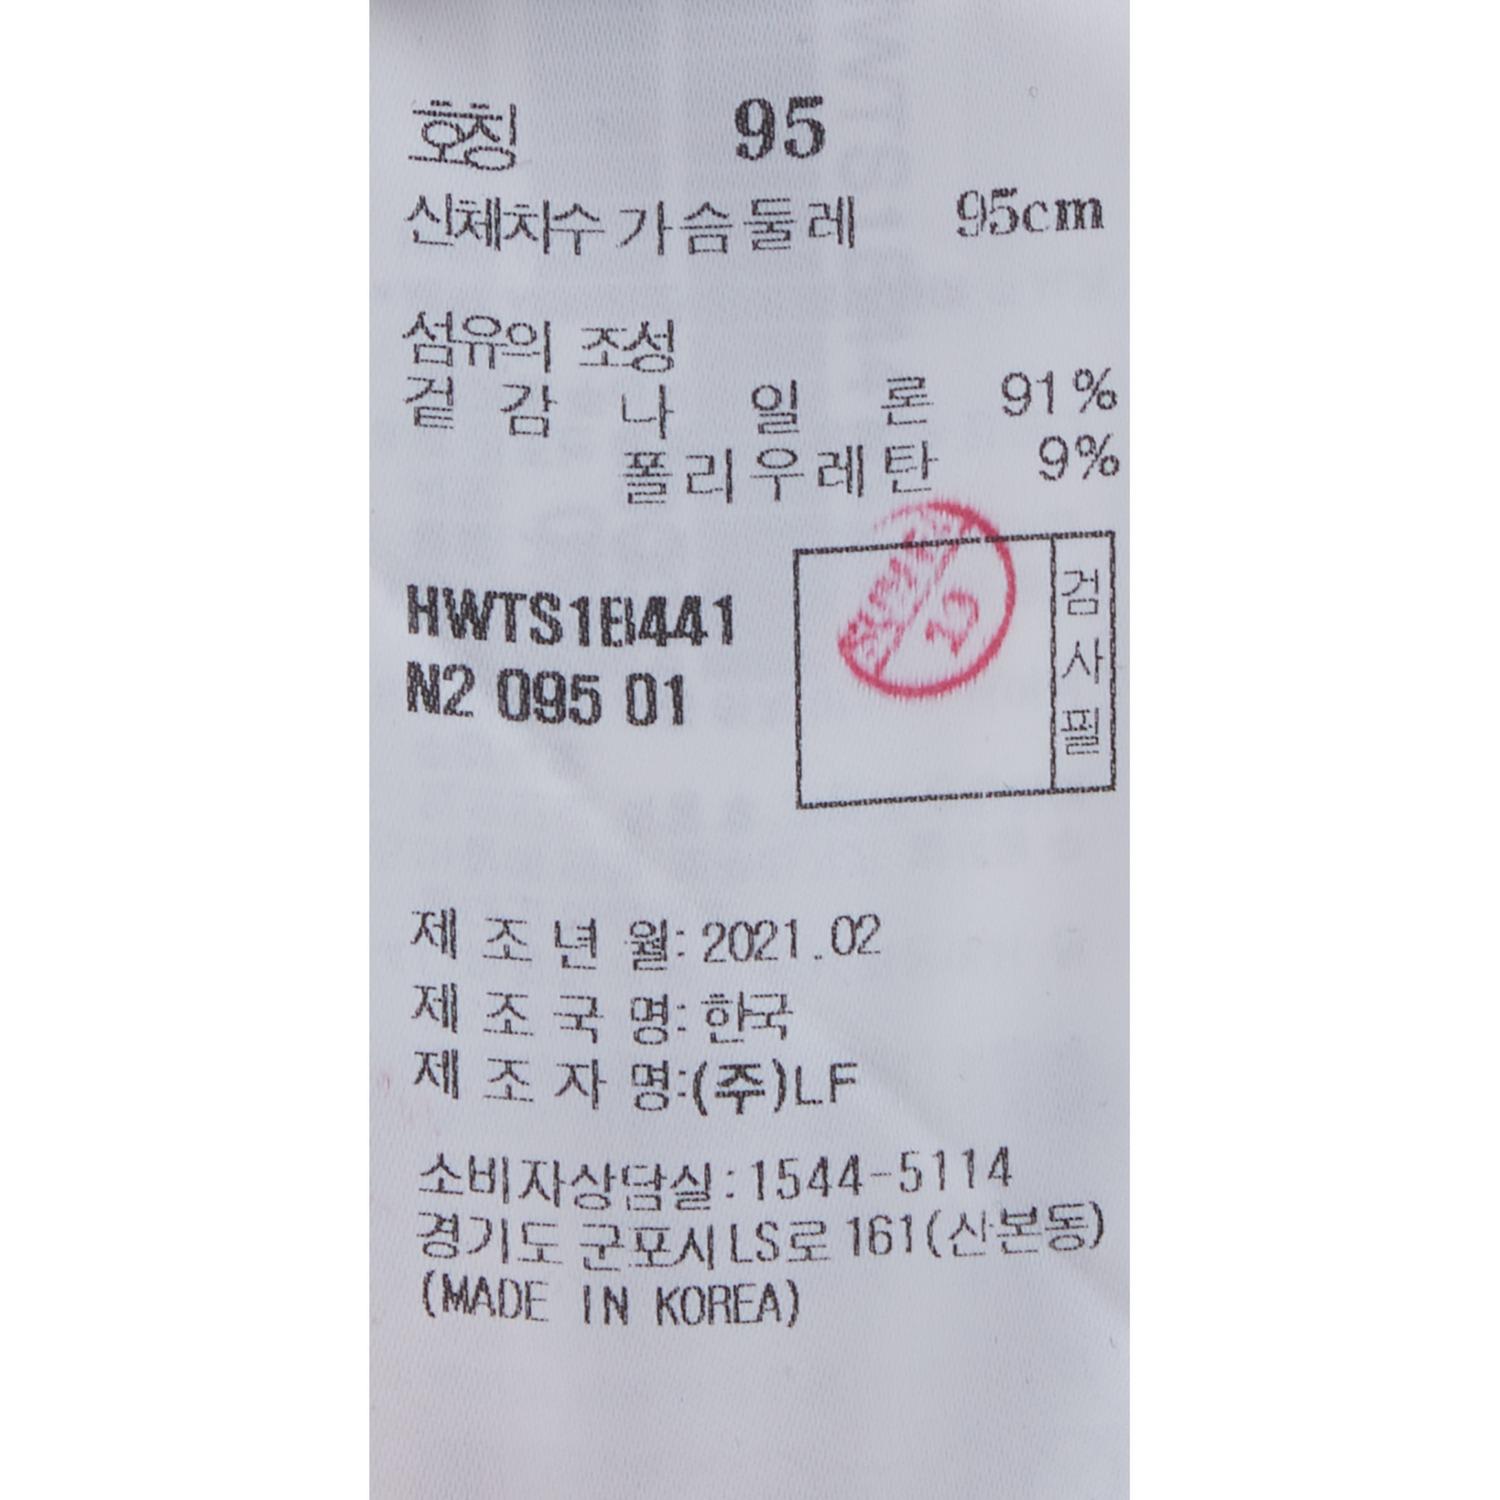 호칭 95
신체치수 가슴둘레 95cm
섬유의 조성
겉감 나일론 91%
폴리우레탄 9%
HWTS1B441
N2 095 01
검사필
제조년월: 2021.02
제조국명: 한국
제조자명:(주)LF
소비자상담실:1544-5114
경기도 군포시 LS로 161(산본동)
(MADE IN KOREA)